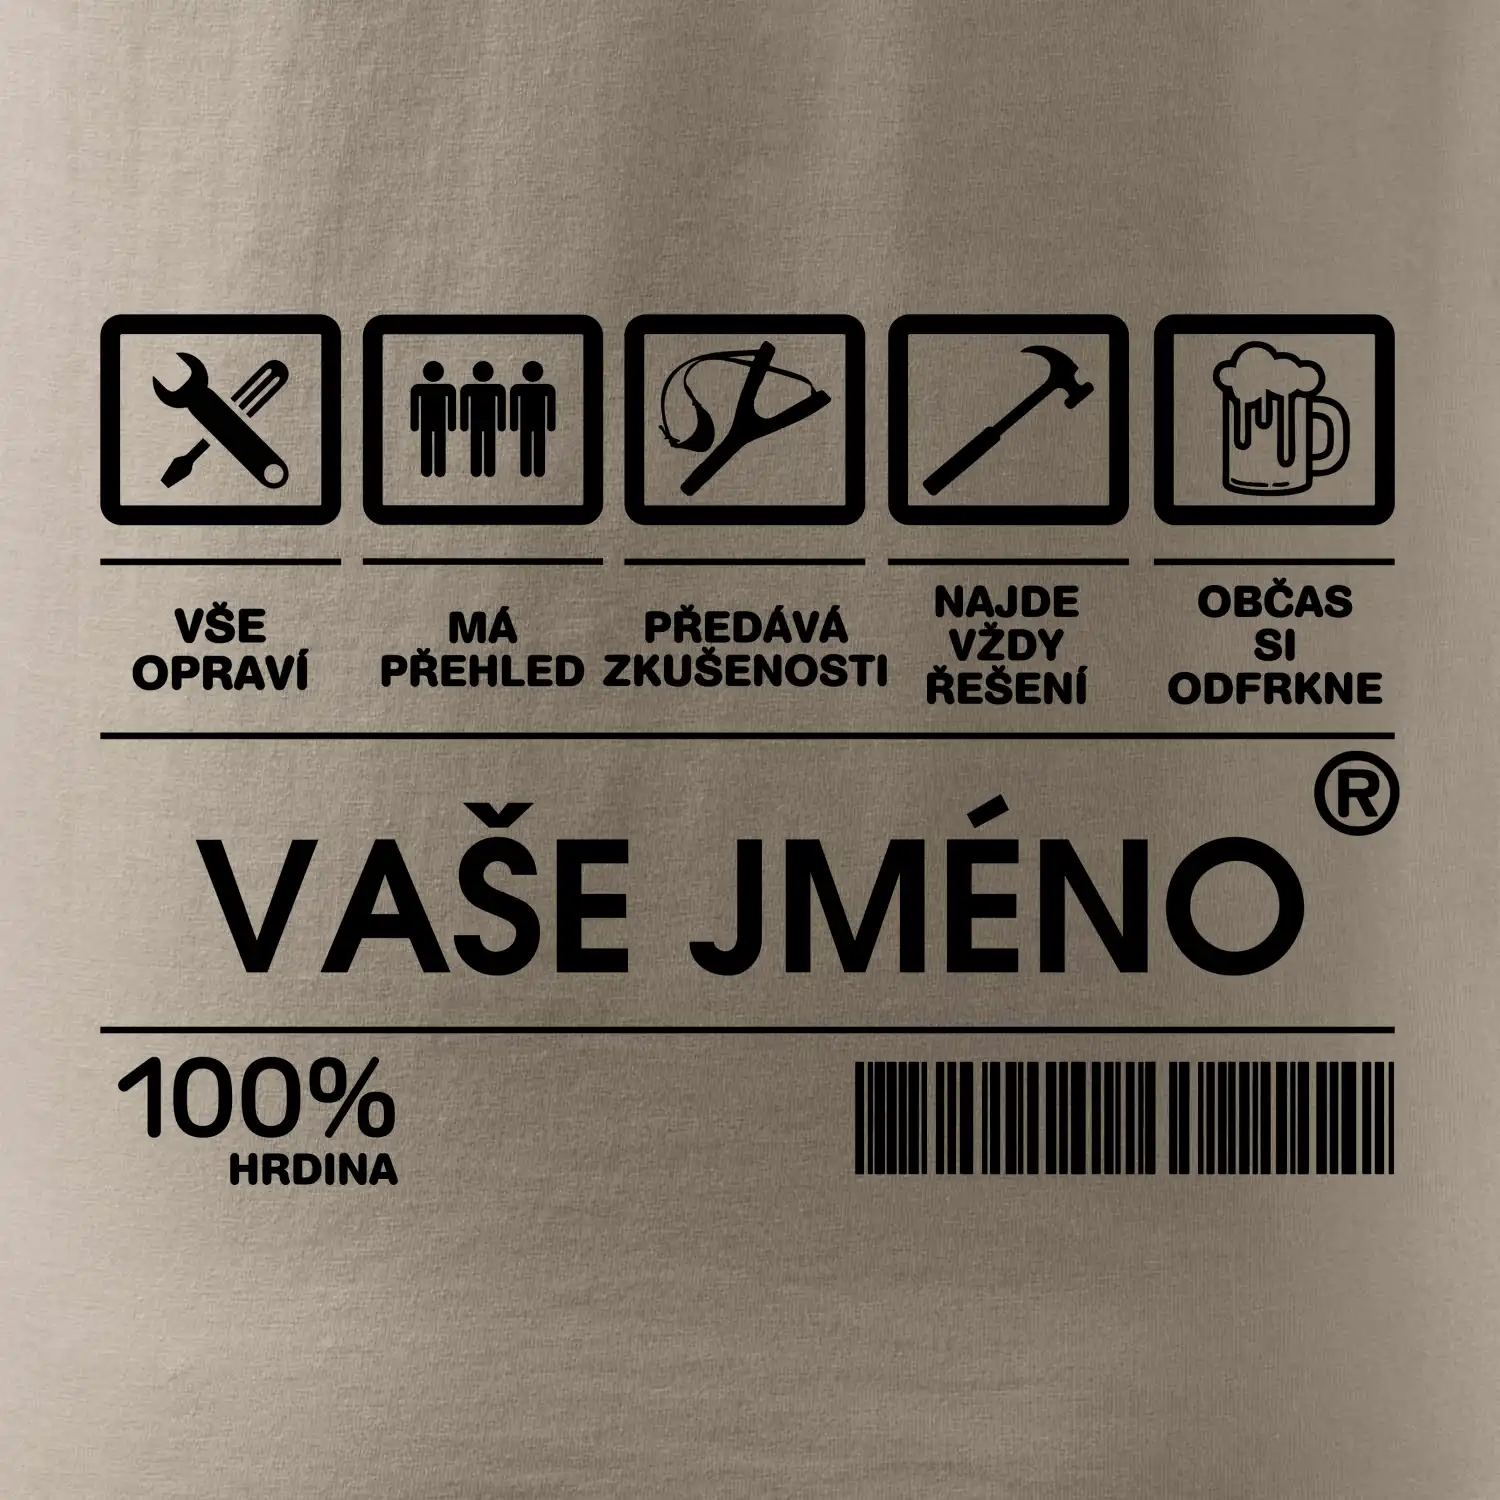 VŠE
OPRAVÍ
MÁ
PŘEHLED
PŘEDÁVÁ
ZKUŠENOSTI
NAJDE
VŽDY
ŘEŠENÍ
OBČAS
SI
ODFRKNE
VAŠE JMÉNO®
100%
HRDINA